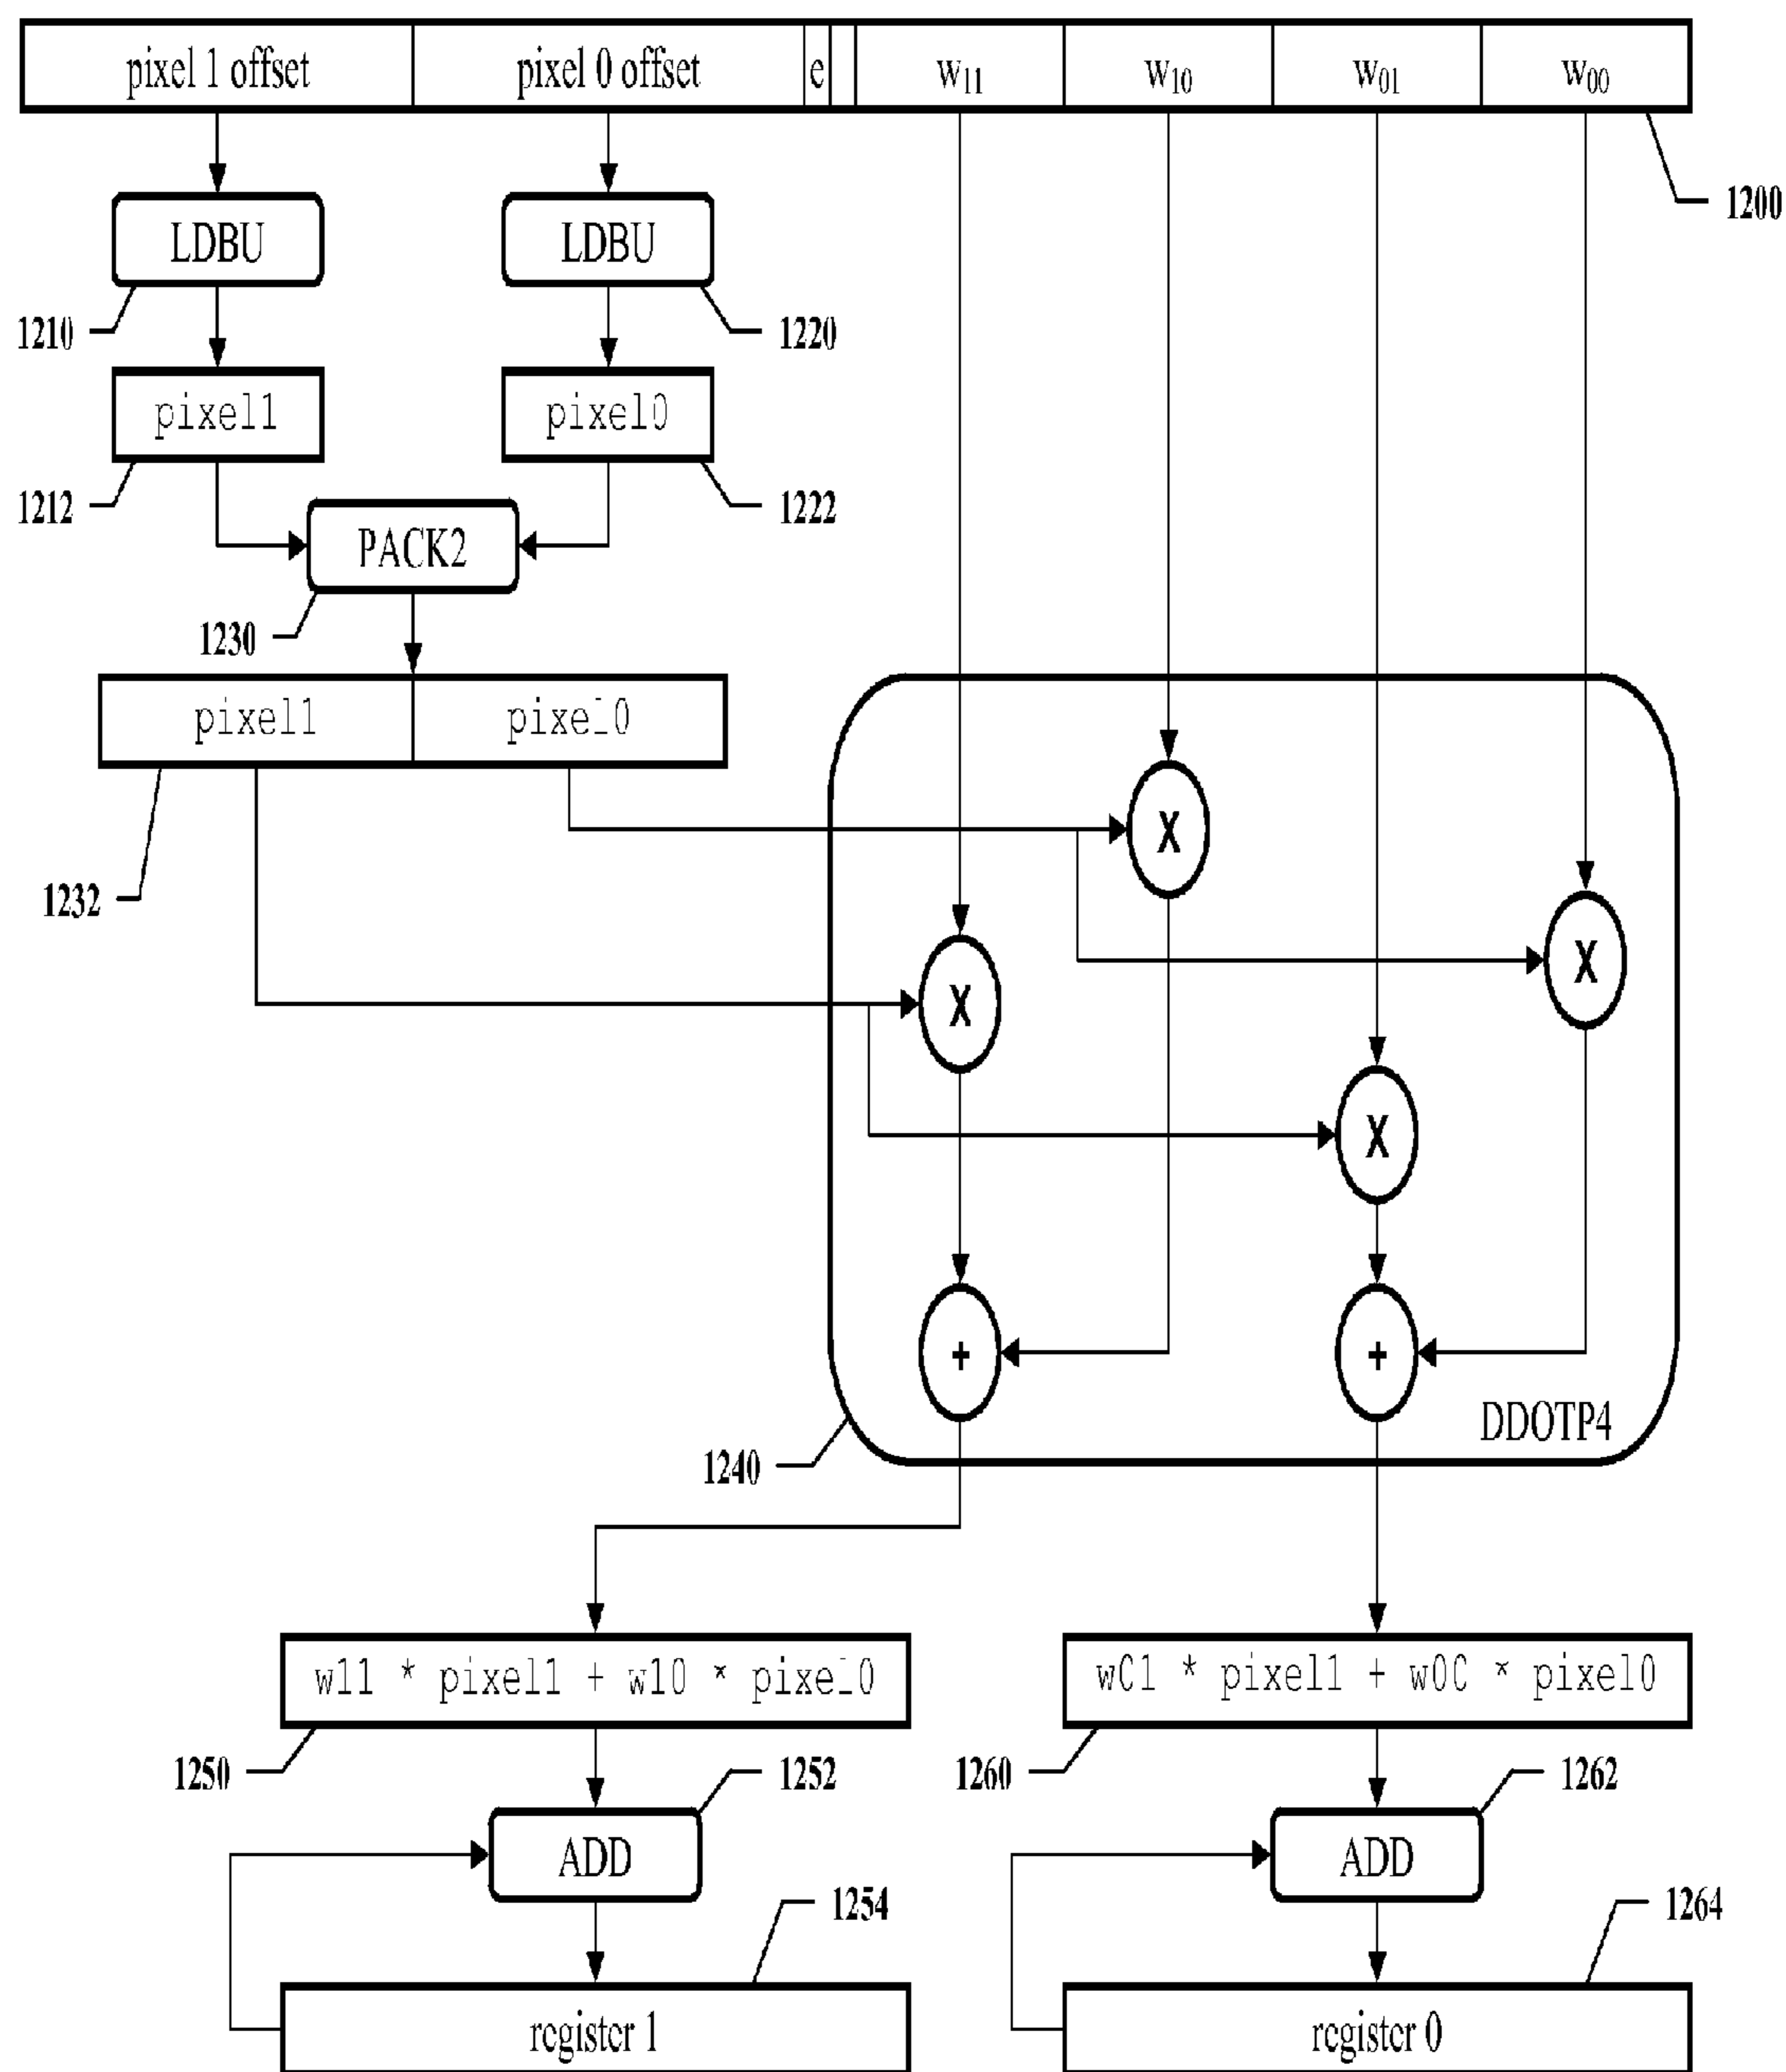 pixel 1 offset pixel 0 offset e w11 w10 w01 w00
1200
LDBU LDBU
1210 1220
pixel1 pixel0
1212 1222
PACK2
1230
pixel1 pixel0
X
1232
X
X
X
+ +
DDOTP4
1240
w11 * pixel1 + w10 * pixel0 w01 * pixel1 + w00 * pixel0
1250 1252 1260 1262
ADD ADD
1254 1264
register 1 register 0